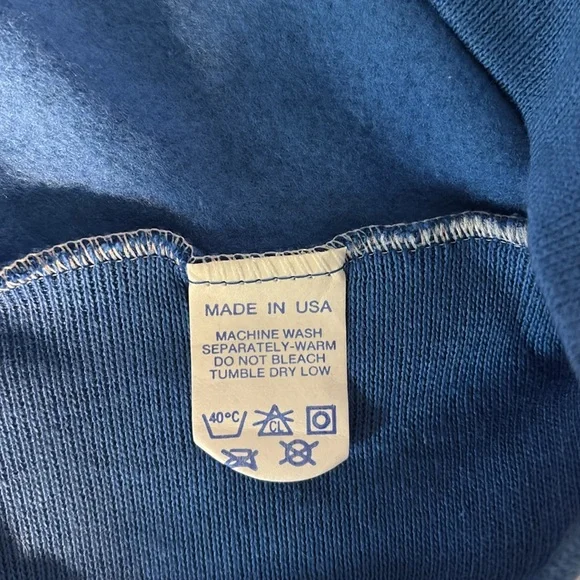 MADE IN USA
MACHINE WASH
SEPARATELY-WARM
DO NOT BLEACH
TUMBLE DRY LOW
40°C CL